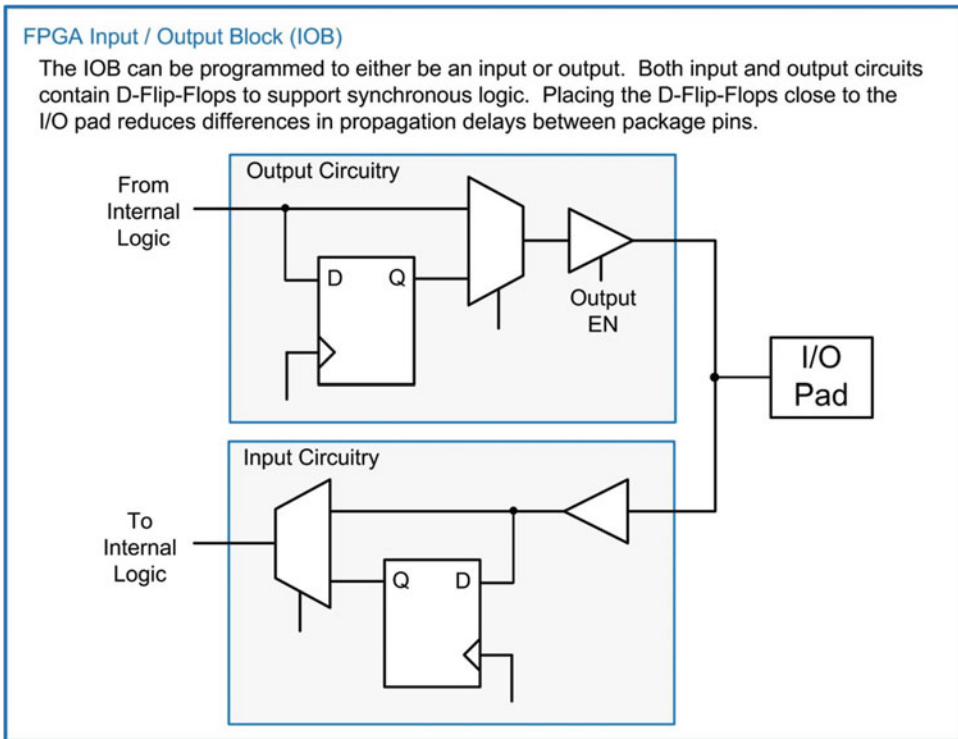 FPGA Input / Output Block (IOB)
The IOB can be programmed to either be an input or output. Both input and output circuits
contain D-Flip-Flops to support synchronous logic. Placing the D-Flip-Flops close to the
I/O pad reduces differences in propagation delays between package pins.
Output Circuitry
From
Internal
Logic
D Q
Output
EN
I/O
Pad
Input Circuitry
To
Internal
Logic
Q D